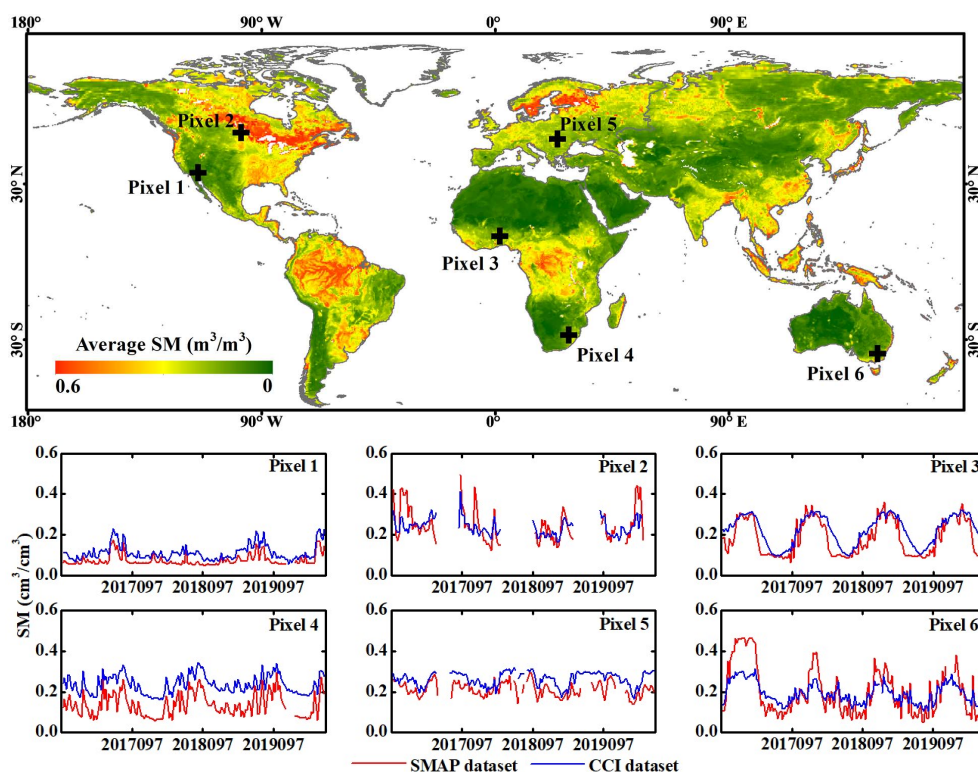 180° 90° W 0° 90° E
30° N 30° N
30° S 30° S
Pixel 2
Pixel 5
Pixel 1
Pixel 3
Pixel 4
Pixel 6
Average SM (m³/m³)
0.6 0
180° 90° W 0° 90° E
SM (cm³/cm³)
0.6 Pixel 1
0.4
0.2
0.0
2017097 2018097 2019097
0.6 Pixel 2
0.4
0.2
0.0
2017097 2018097 2019097
0.6 Pixel 3
0.4
0.2
0.0
2017097 2018097 2019097
0.6 Pixel 4
0.4
0.2
0.0
2017097 2018097 2019097
0.6 Pixel 5
0.4
0.2
0.0
2017097 2018097 2019097
0.6 Pixel 6
0.4
0.2
0.0
2017097 2018097 2019097
SMAP dataset CCI dataset